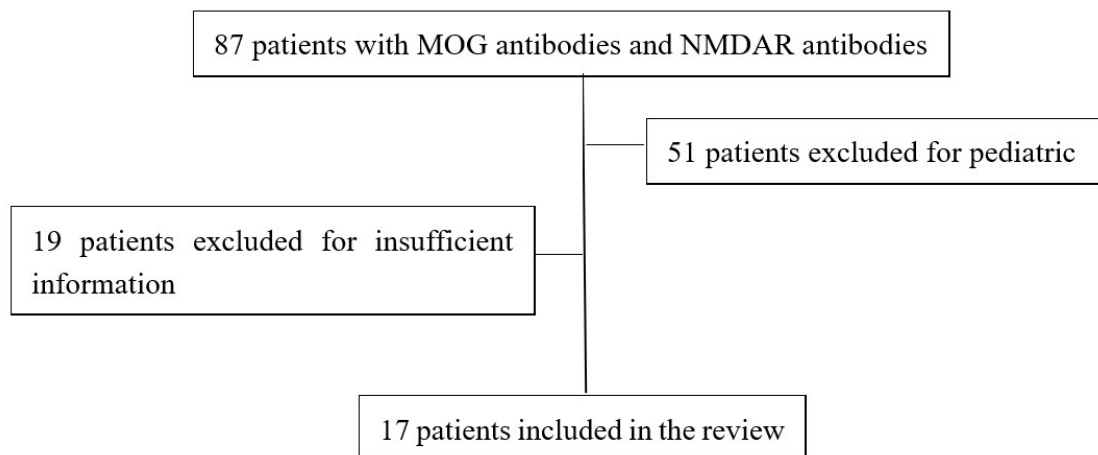 87 patients with MOG antibodies and NMDAR antibodies
51 patients excluded for pediatric
19 patients excluded for insufficient
information
17 patients included in the review